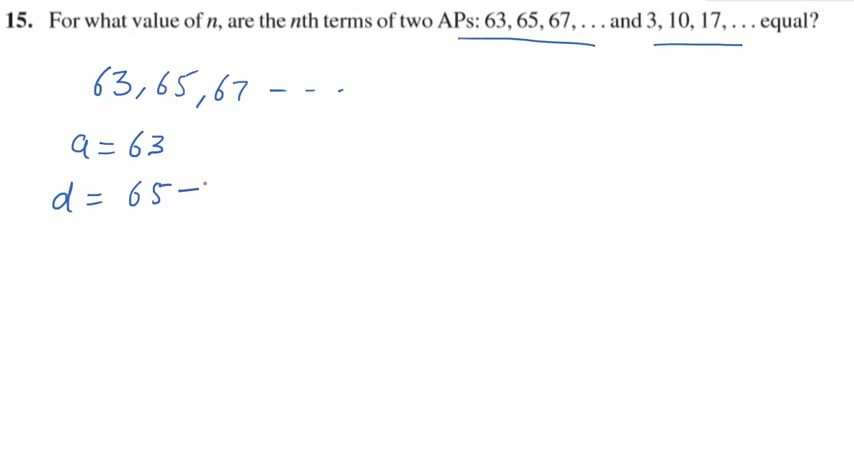 15. For what value of n, are the nth terms of two APs: 63, 65, 67, . . . and 3, 10, 17, . . . equal?
63, 65, 67 - - -
a = 63
d = 65 -